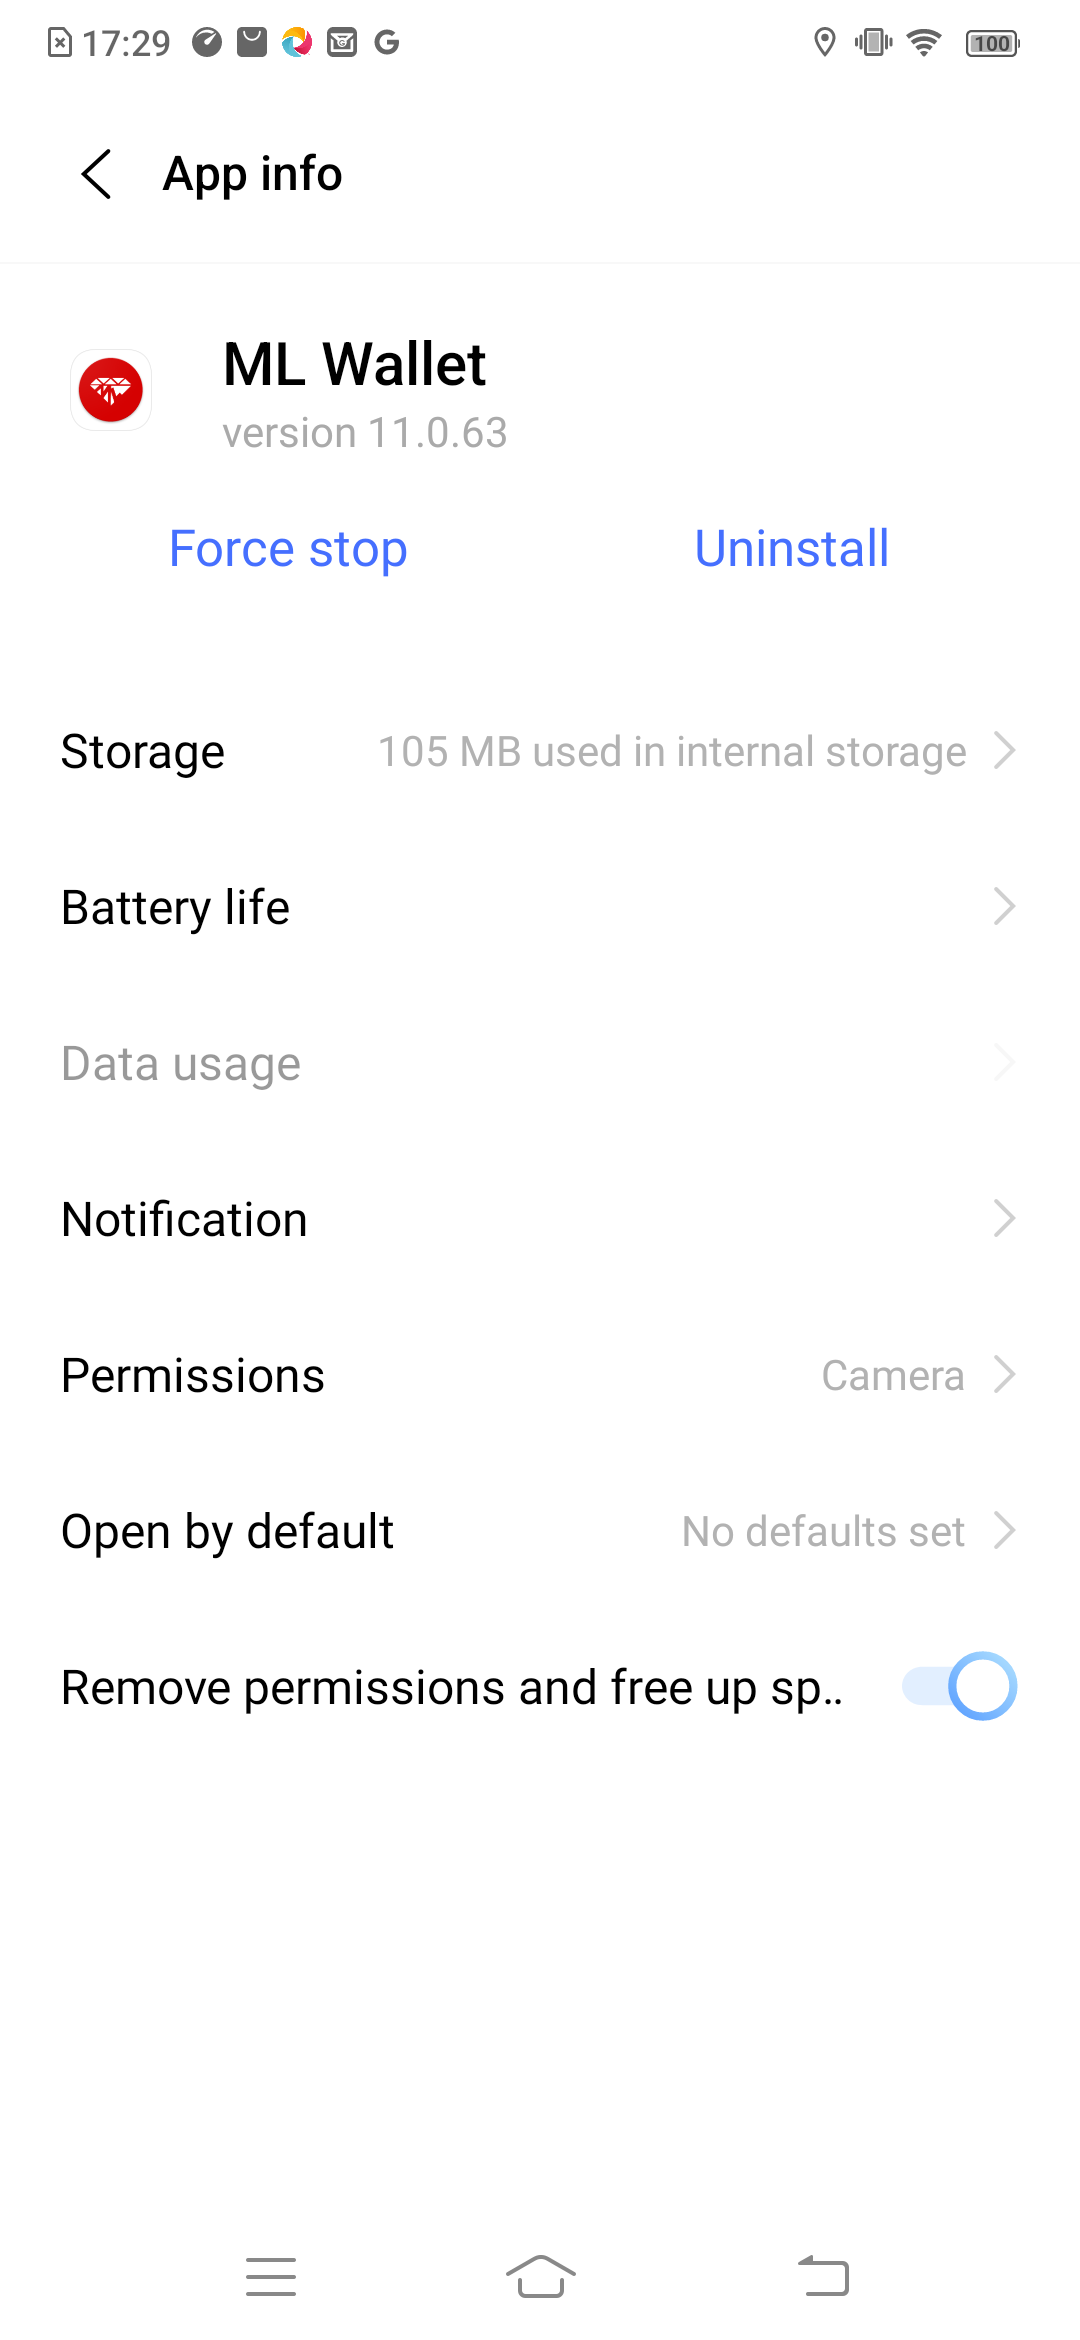 17:29
100
App info
ML Wallet
version 11.0.63
Force stop Uninstall
Storage 105 MB used in internal storage
Battery life
Data usage
Notification
Permissions Camera
Open by default No defaults set
Remove permissions and free up sp..